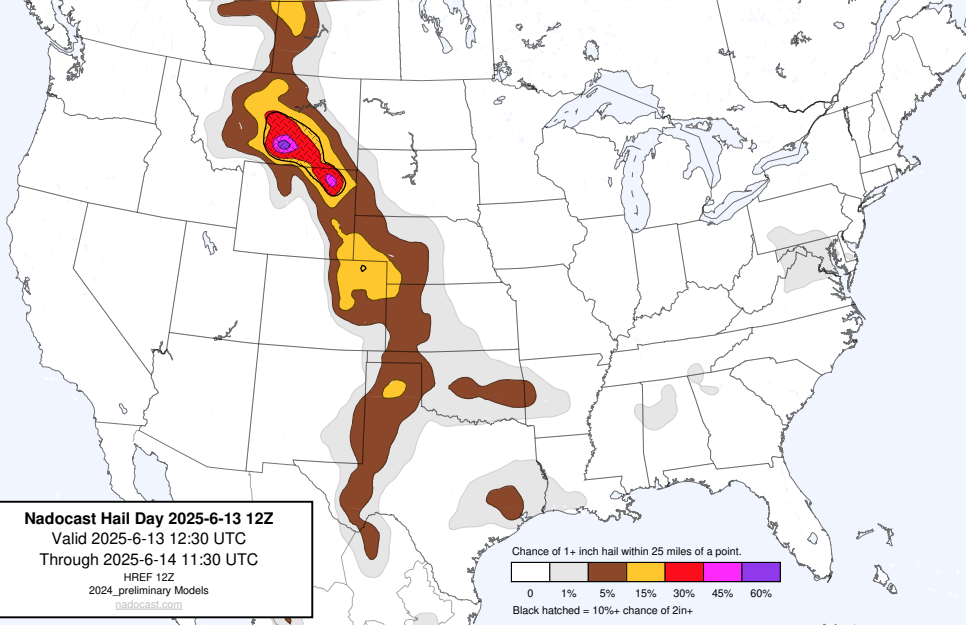 Nadocast Hail Day 2025-6-13 12Z
Valid 2025-6-13 12:30 UTC
Through 2025-6-14 11:30 UTC
HREF 12Z
2024_preliminary Models
nadocast.com
Chance of 1+ inch hail within 25 miles of a point.
0 1% 5% 15% 30% 45% 60%
Black hatched = 10%+ chance of 2in+